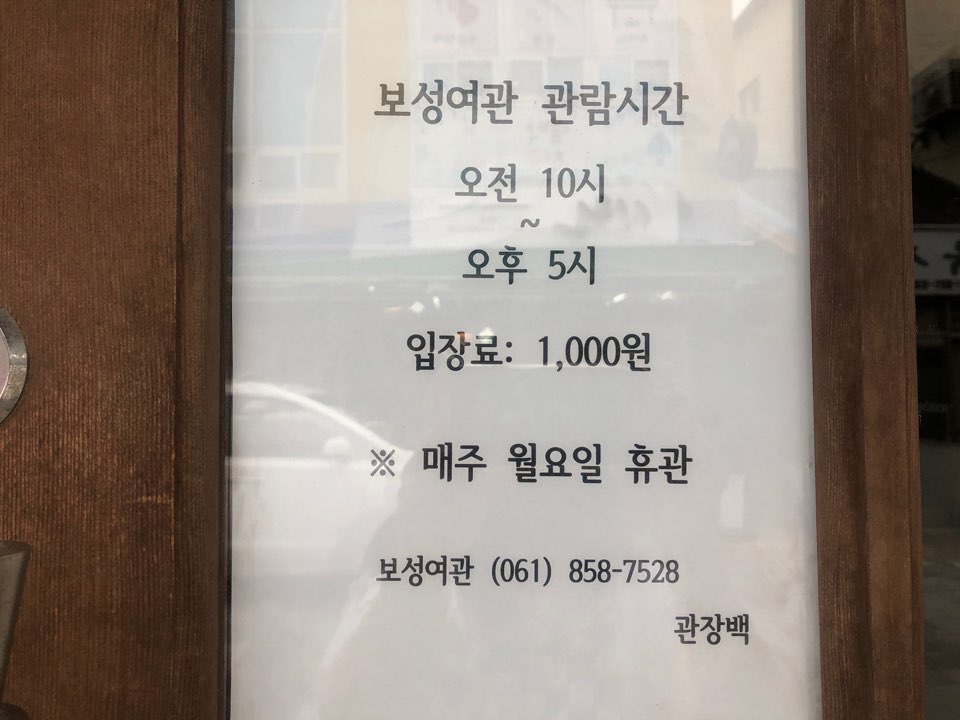 보성여관 관람시간
오전 10시
~
오후 5시
입장료: 1,000원
※ 매주 월요일 휴관
보성여관 (061) 858-7528
관장백